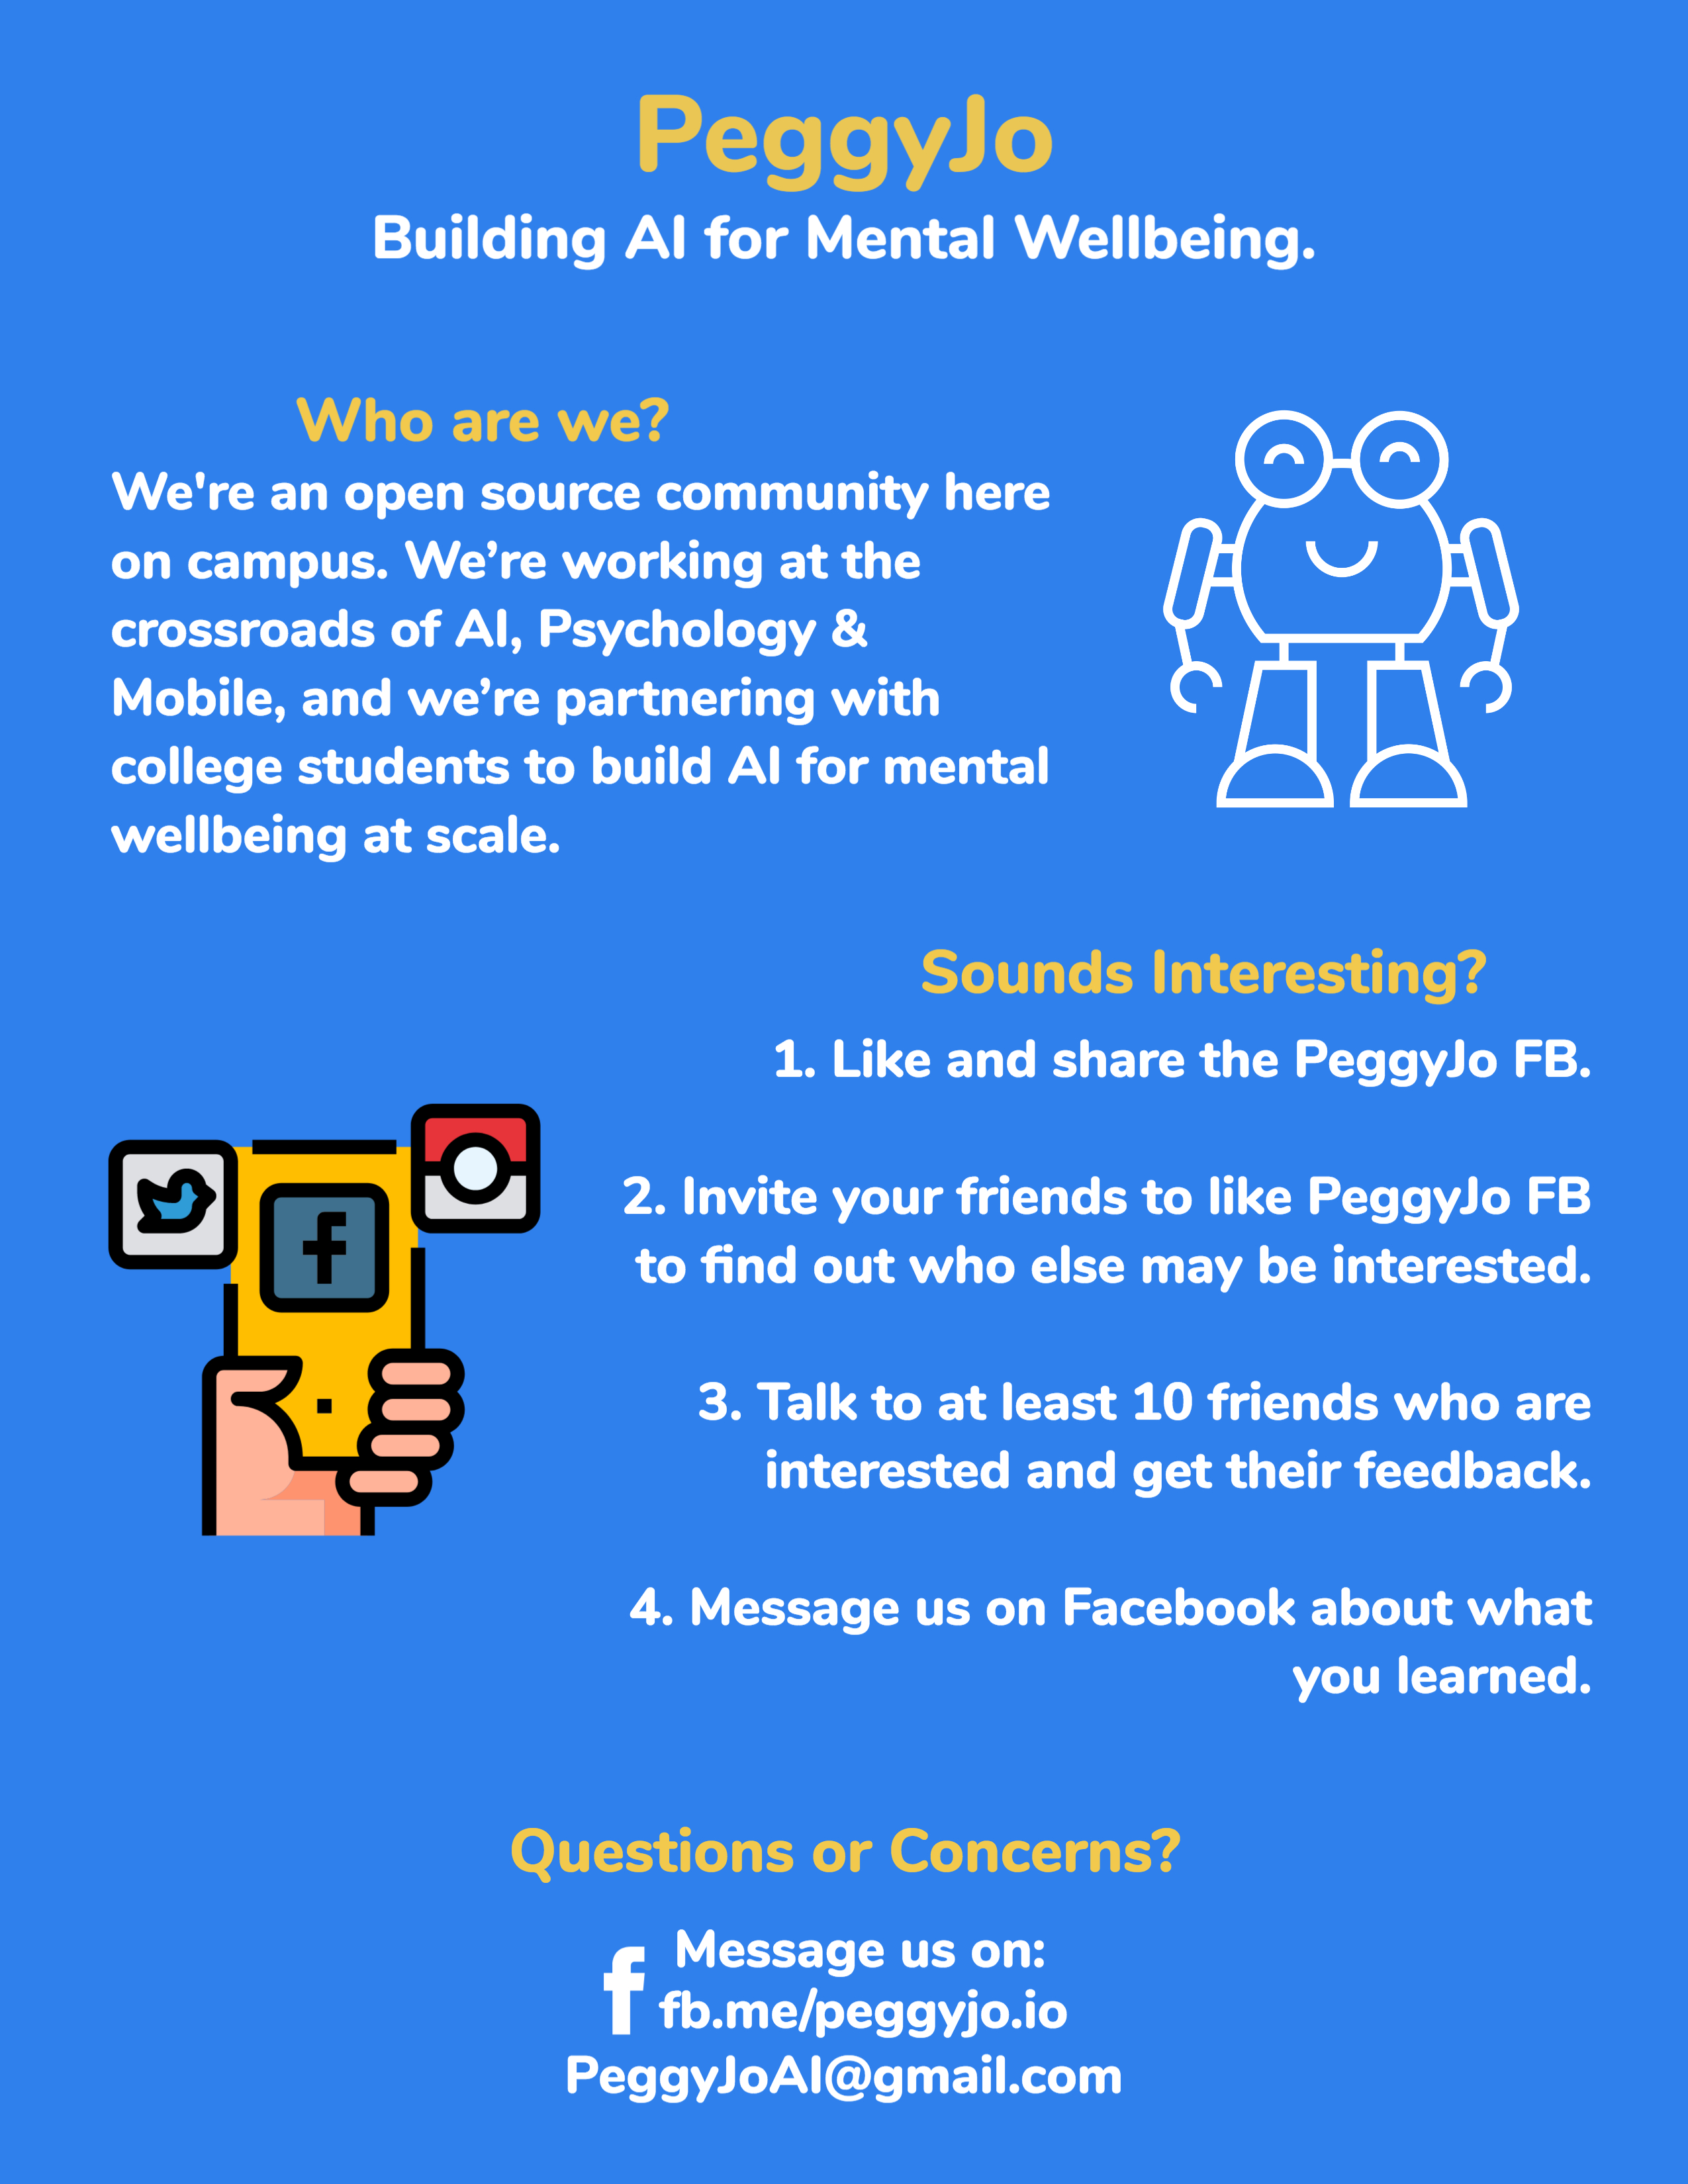 PeggyJo
Building AI for Mental Wellbeing.
Who are we?
We're an open source community here
on campus. We’re working at the
crossroads of AI, Psychology &
Mobile, and we’re partnering with
college students to build AI for mental
wellbeing at scale.
Sounds Interesting?
1. Like and share the PeggyJo FB.
2. Invite your friends to like PeggyJo FB
to find out who else may be interested.
3. Talk to at least 10 friends who are
interested and get their feedback.
4. Message us on Facebook about what
you learned.
Questions or Concerns?
Message us on:
fb.me/peggyjo.io
PeggyJoAI@gmail.com